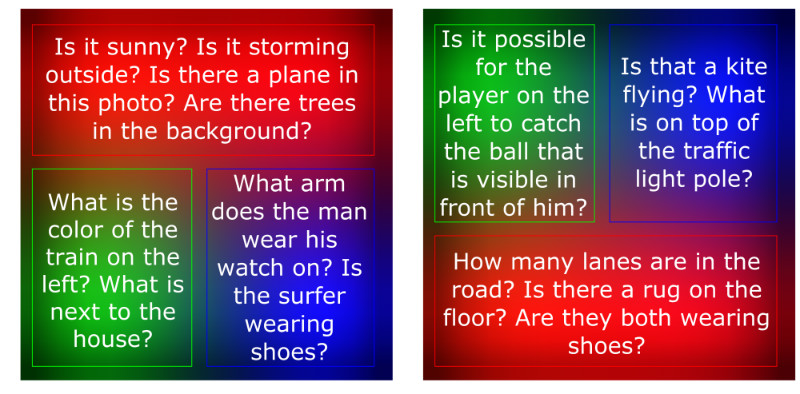 Is it sunny? Is it storming
outside? Is there a plane in
this photo? Are there trees
in the background?
What is the
color of the
train on the
left? What is
next to the
house?
What arm
does the man
wear his
watch on? Is
the surfer
wearing
shoes?
Is it possible
for the
player on the
left to catch
the ball that
is visible in
front of him?
Is that a kite
flying? What
is on top of
the traffic
light pole?
How many lanes are in the
road? Is there a rug on the
floor? Are they both wearing
shoes?